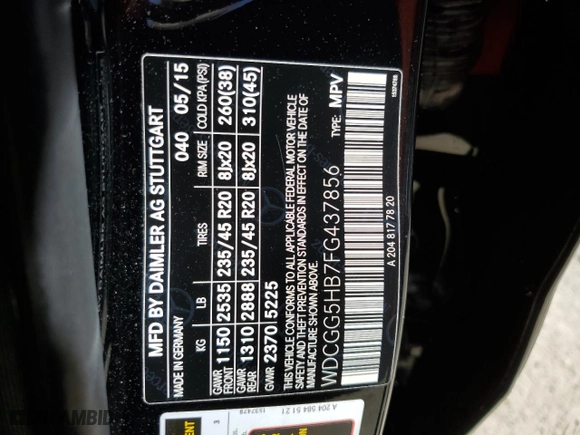 MFD BY DAIMLER AG STUTTGART
MADE IN GERMANY 040 05/15
KG LB TIRES RIM SIZE COLD KPA (PSI)
GAWR FRONT 1150 2535 235/45 R20 8Jx20 260(38)
GAWR REAR 1310 2888 235/45 R20 8Jx20 310(45)
GVWR 2370 5225
THIS VEHICLE CONFORMS TO ALL APPLICABLE FEDERAL MOTOR VEHICLE
SAFETY AND THEFT PREVENTION STANDARDS IN EFFECT ON THE DATE OF
MANUFACTURE SHOWN ABOVE.
WDCGG5HB7FG437856 TYPE: MPV
A 204 817 78 20
A 204 584 51 21